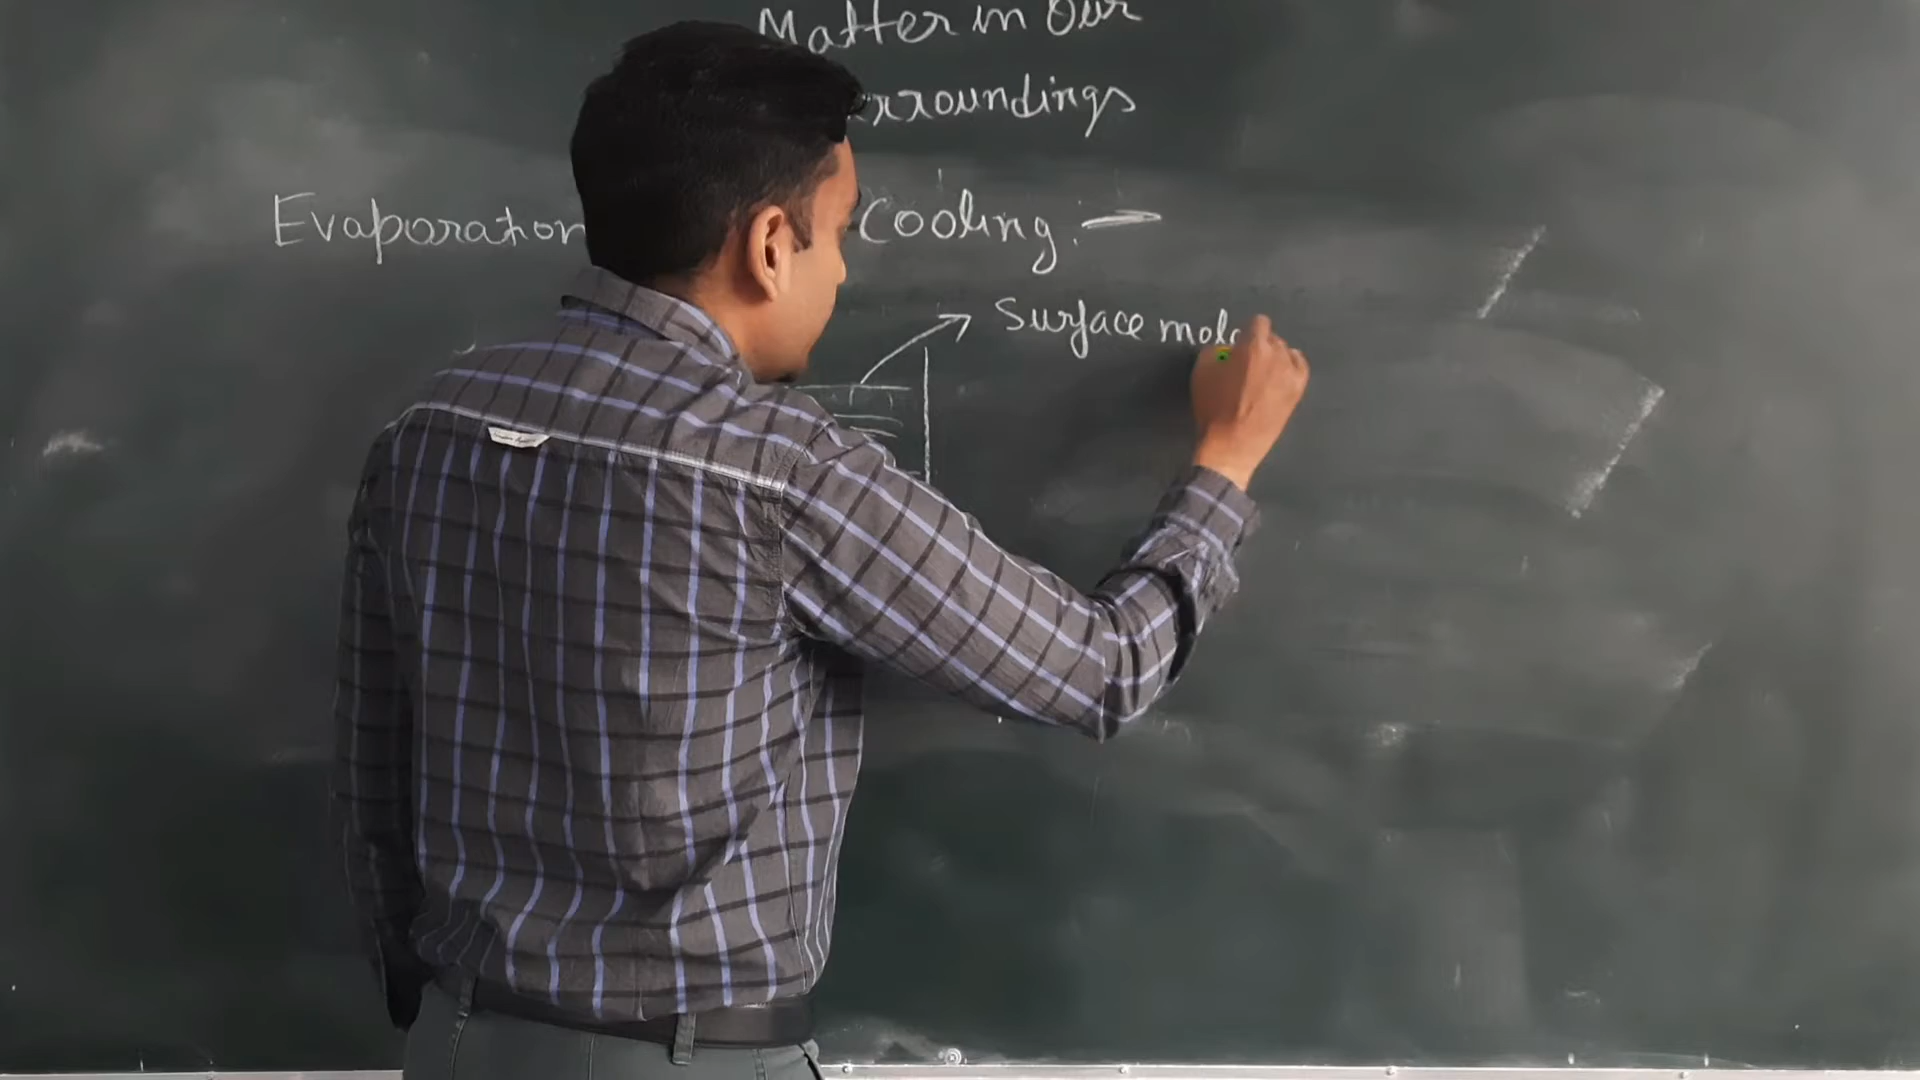 Matter in Our
rroundings
Evaporation Cooling :→
Surface mol